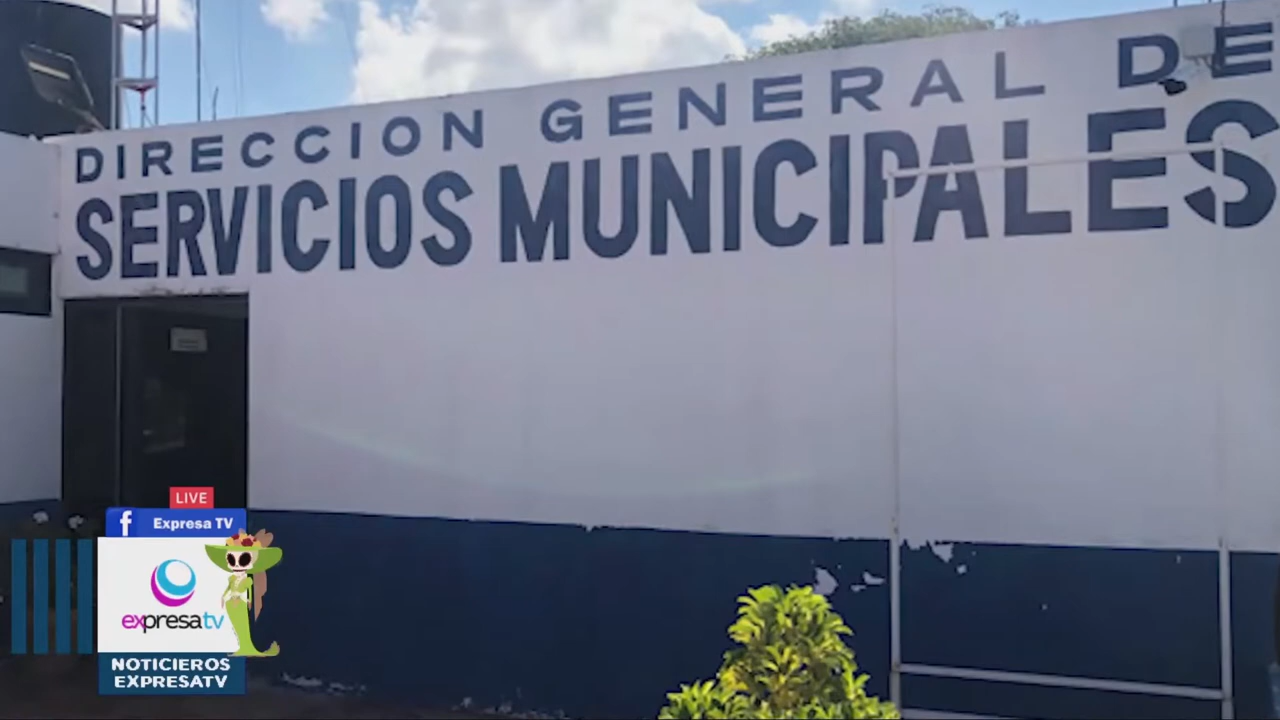 DIRECCION GENERAL DE
SERVICIOS MUNICIPALES
LIVE
f Expresa TV
expresatv
NOTICIEROS
EXPRESATV